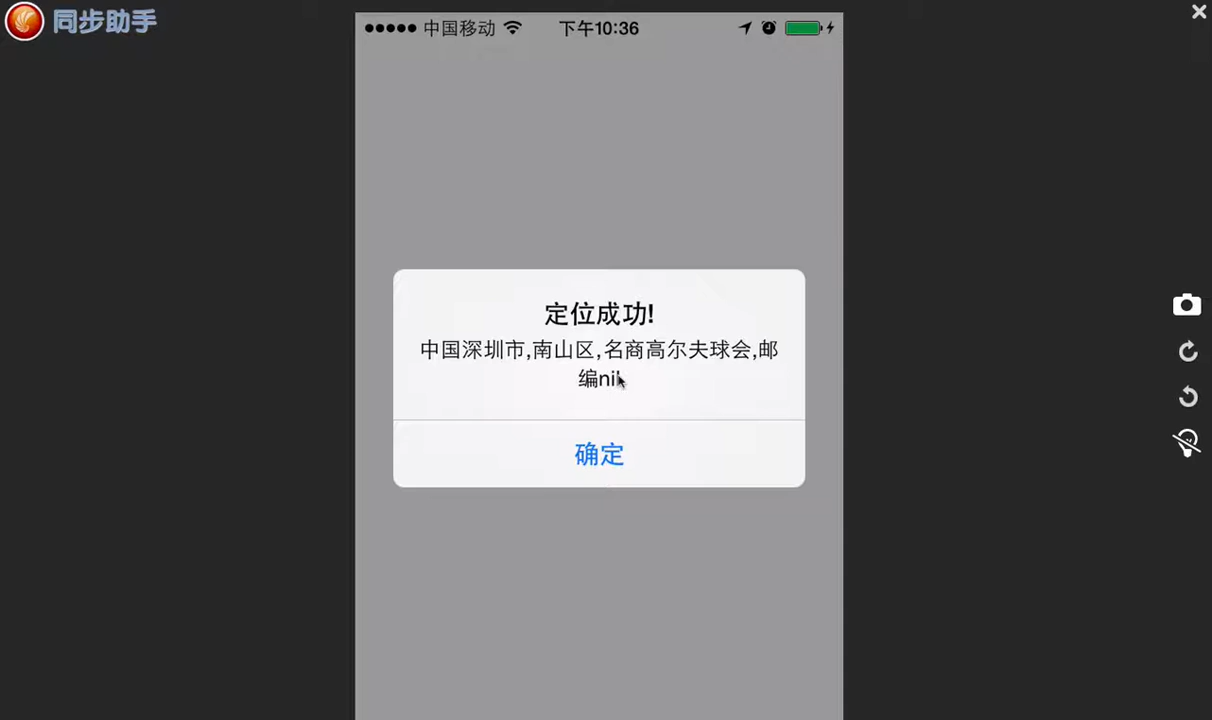 同步助手
中国移动 下午10:36
定位成功!
中国深圳市,南山区,名商高尔夫球会,邮
编nil
确定